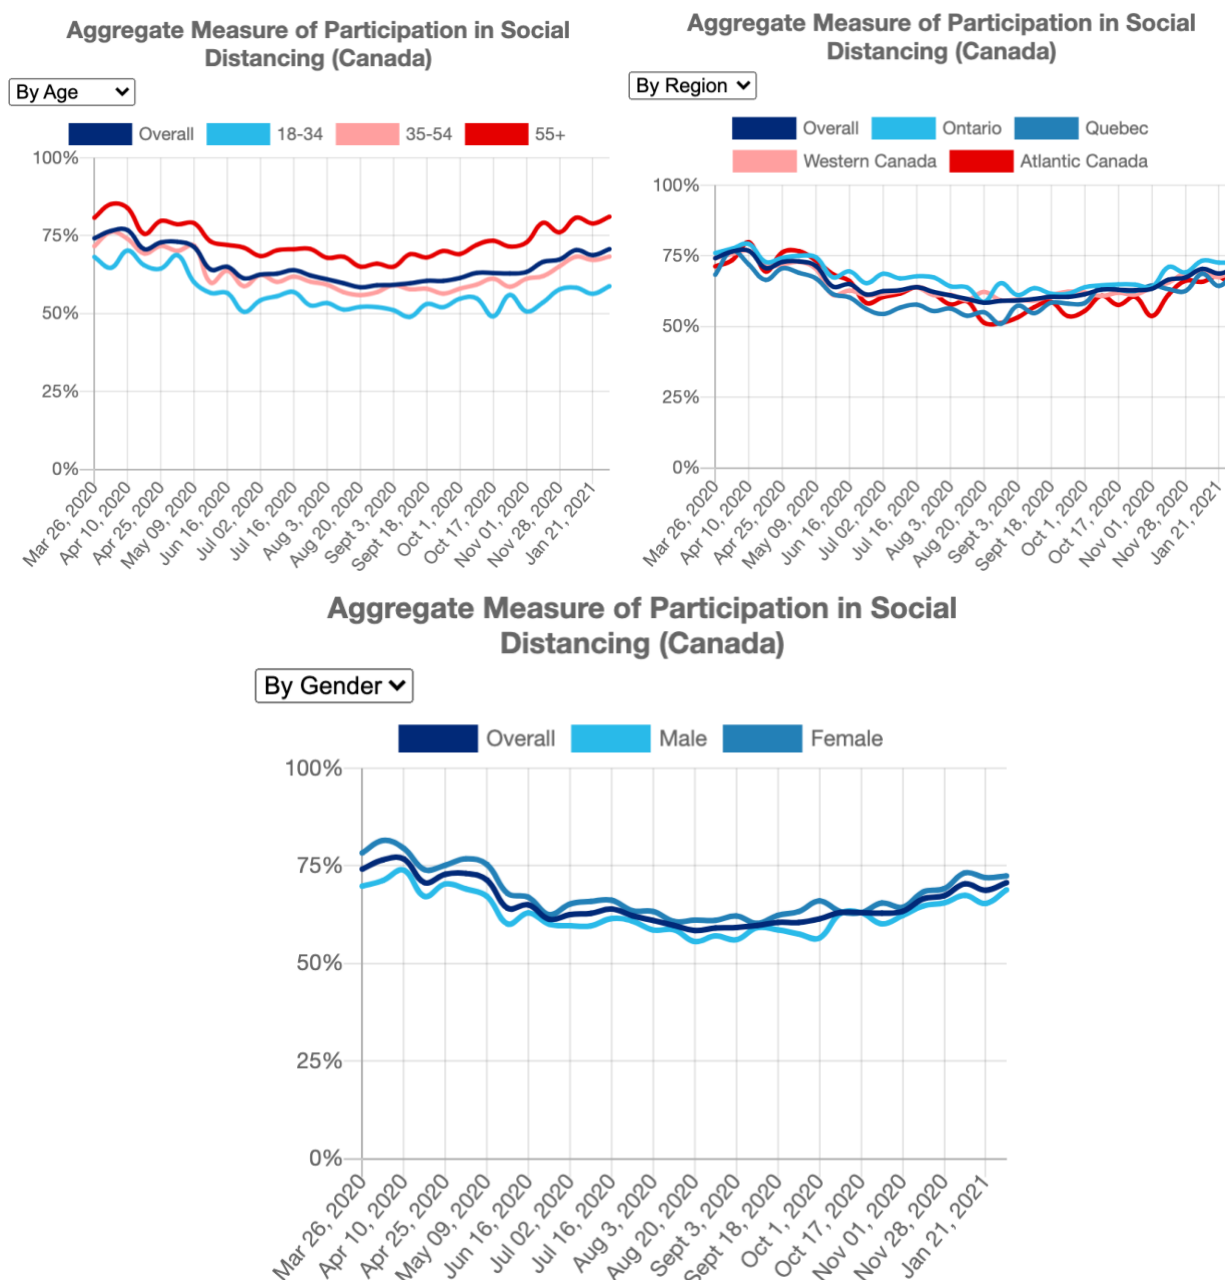 Aggregate Measure of Participation in Social
Distancing (Canada)
By Age
Overall 18-34 35-54 55+
100%
75%
50%
25%
0%
Mar 26, 2020
Apr 10, 2020
Apr 25, 2020
May 09, 2020
Jun 16, 2020
Jul 02, 2020
Jul 16, 2020
Aug 3, 2020
Aug 20, 2020
Sept 3, 2020
Sept 18, 2020
Oct 1, 2020
Oct 17, 2020
Nov 01, 2020
Nov 28, 2020
Jan 21, 2021
Aggregate Measure of Participation in Social
Distancing (Canada)
By Region
Overall Ontario Quebec
Western Canada Atlantic Canada
100%
75%
50%
25%
0%
Mar 26, 2020
Apr 10, 2020
Apr 25, 2020
May 09, 2020
Jun 16, 2020
Jul 02, 2020
Jul 16, 2020
Aug 3, 2020
Aug 20, 2020
Sept 3, 2020
Sept 18, 2020
Oct 1, 2020
Oct 17, 2020
Nov 01, 2020
Nov 28, 2020
Jan 21, 2021
Aggregate Measure of Participation in Social
Distancing (Canada)
By Gender
Overall Male Female
100%
75%
50%
25%
0%
Mar 26, 2020
Apr 10, 2020
Apr 25, 2020
May 09, 2020
Jun 16, 2020
Jul 02, 2020
Jul 16, 2020
Aug 3, 2020
Aug 20, 2020
Sept 3, 2020
Sept 18, 2020
Oct 1, 2020
Oct 17, 2020
Nov 01, 2020
Nov 28, 2020
Jan 21, 2021